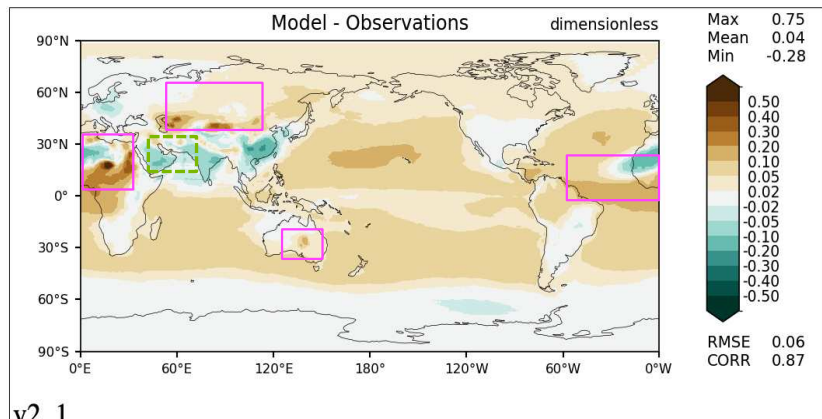 Model - Observations
dimensionless
Max 0.75
Mean 0.04
Min -0.28
90°N
60°N
30°N
0°
30°S
60°S
90°S
0°E
60°E
120°E
180°
120°W
60°W
0°W
0.50
0.40
0.30
0.20
0.10
0.05
0.02
-0.02
-0.05
-0.10
-0.20
-0.30
-0.40
-0.50
RMSE 0.06
CORR 0.87